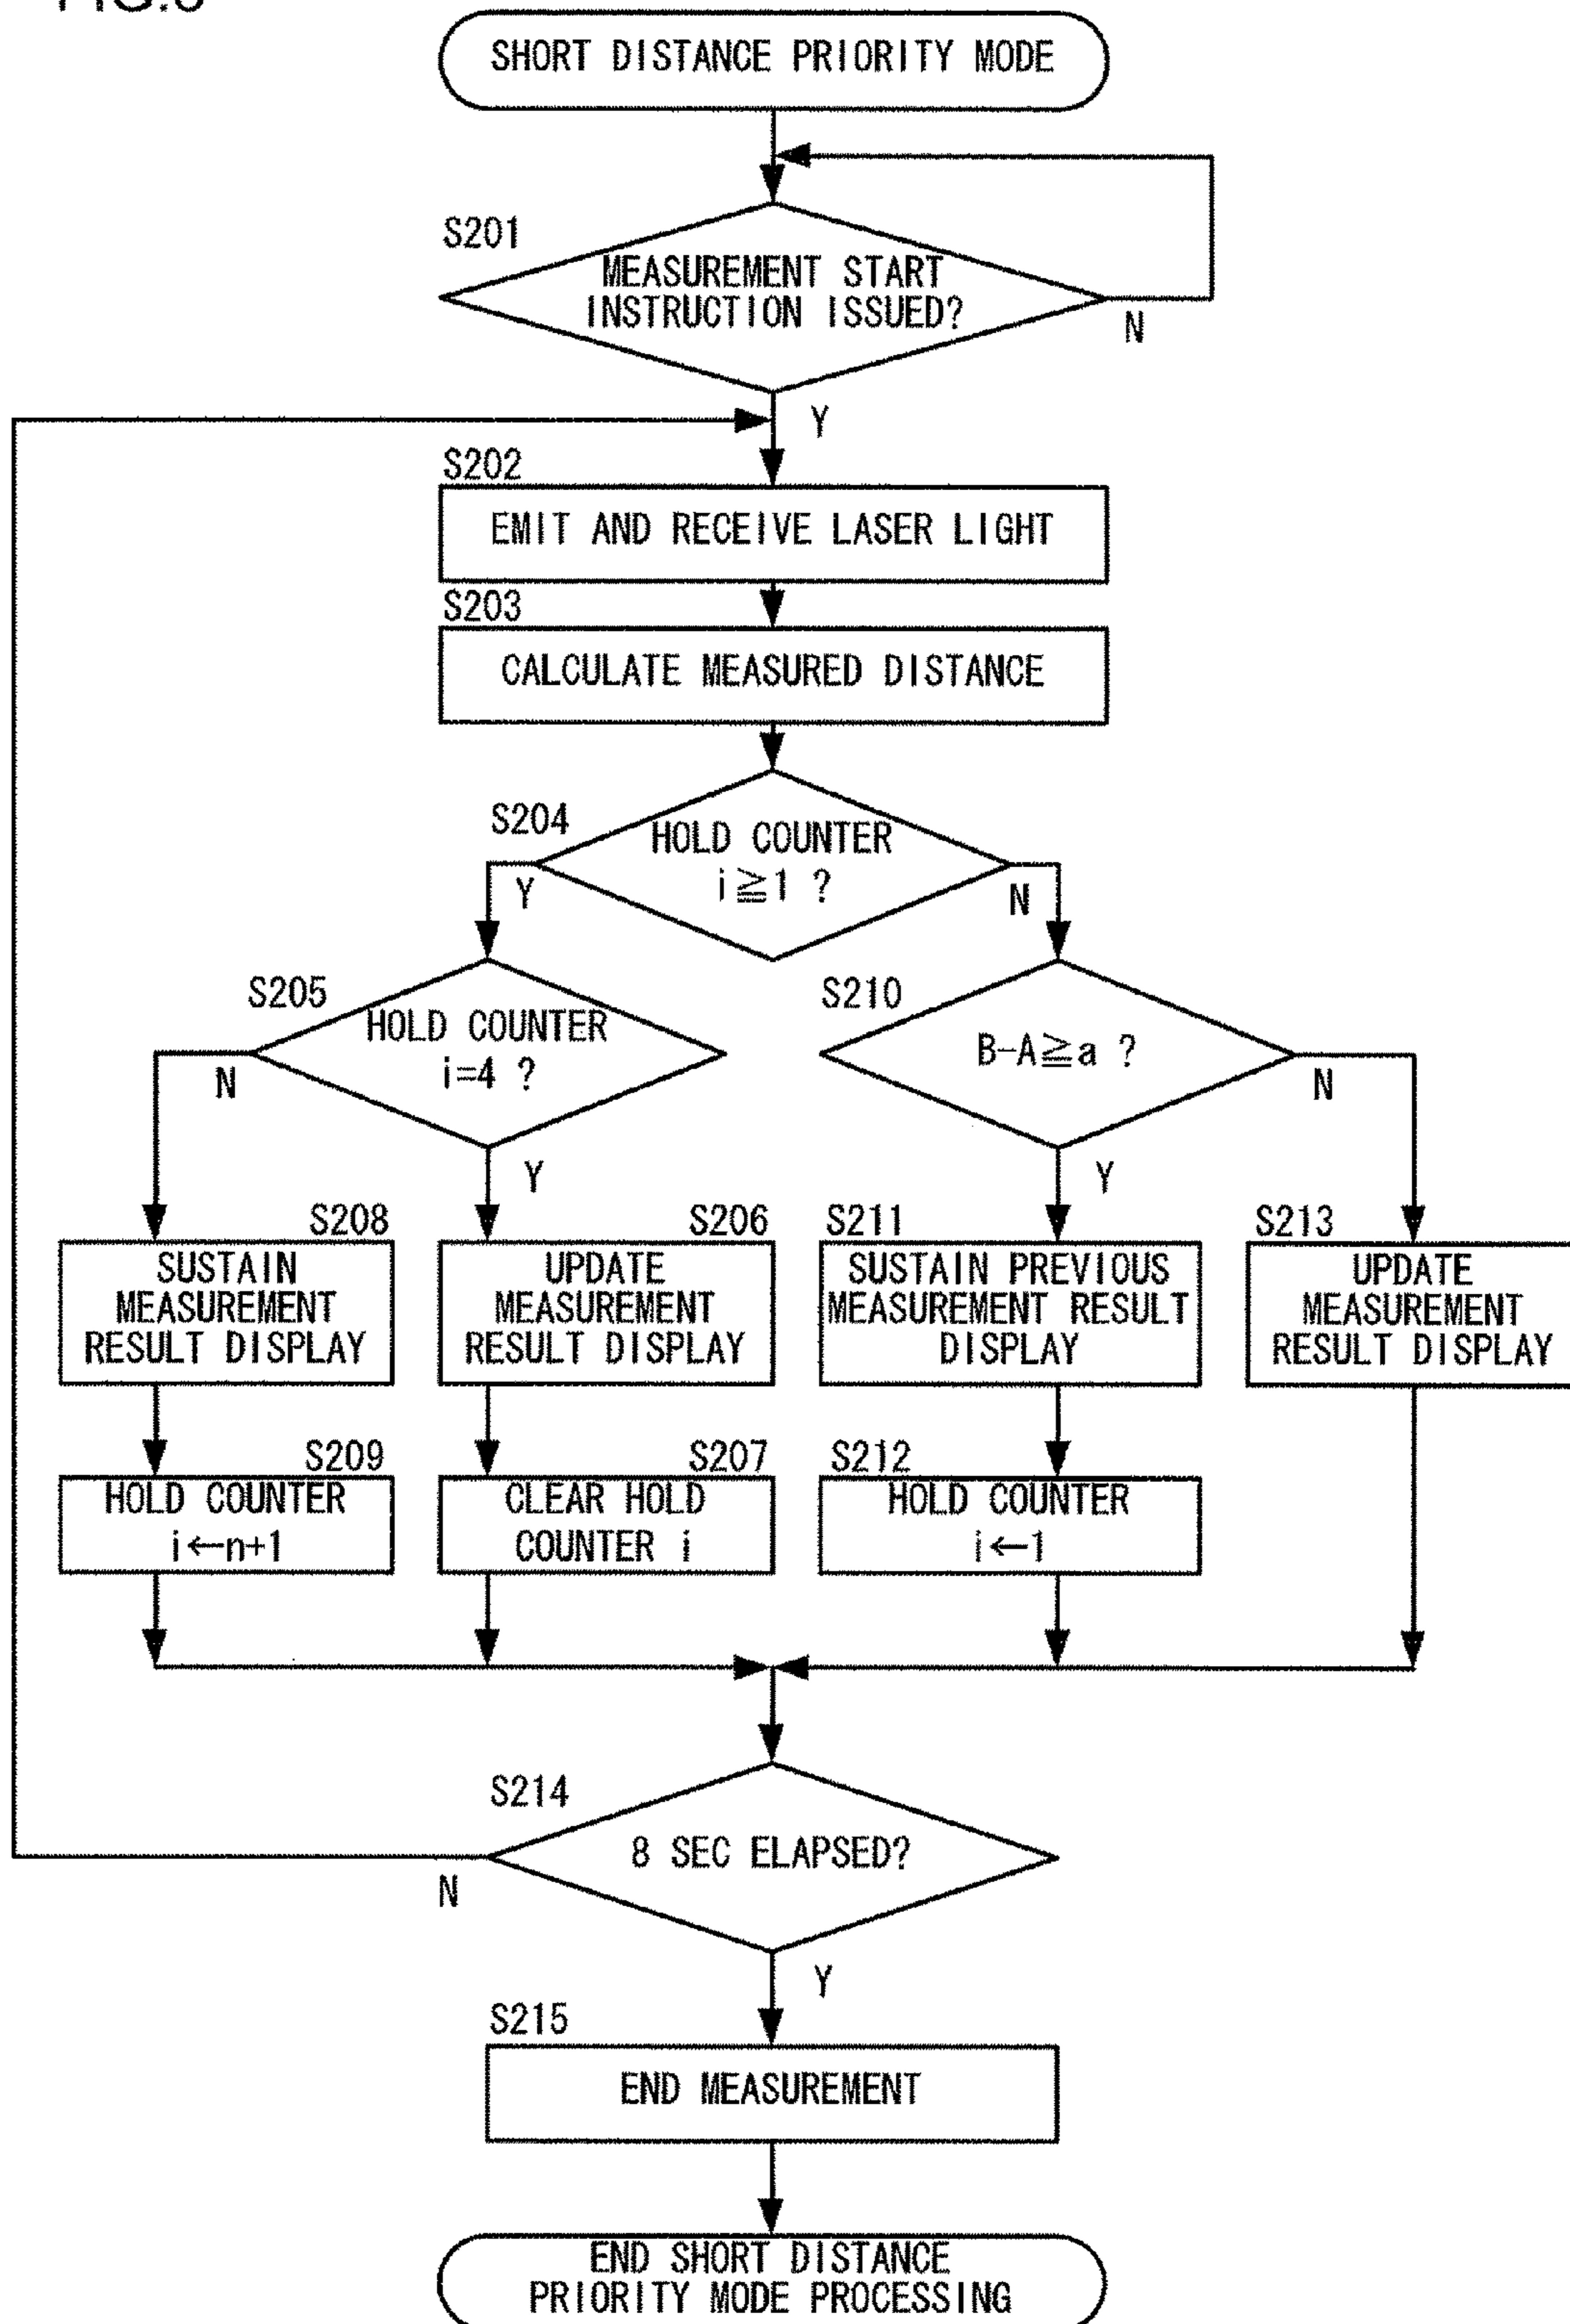 SHORT DISTANCE PRIORITY MODE
S201
MEASUREMENT START
INSTRUCTION ISSUED?
N
Y
S202
EMIT AND RECEIVE LASER LIGHT
S203
CALCULATE MEASURED DISTANCE
S204
HOLD COUNTER
i≧1 ?
Y
N
S205
HOLD COUNTER
i=4 ?
N
Y
S210
B-A≧a ?
N
Y
S208
SUSTAIN
MEASUREMENT
RESULT DISPLAY
S206
UPDATE
MEASUREMENT
RESULT DISPLAY
S211
SUSTAIN PREVIOUS
MEASUREMENT RESULT
DISPLAY
S213
UPDATE
MEASUREMENT
RESULT DISPLAY
S209
HOLD COUNTER
i←n+1
S207
CLEAR HOLD
COUNTER i
S212
HOLD COUNTER
i←1
S214
8 SEC ELAPSED?
N
Y
S215
END MEASUREMENT
END SHORT DISTANCE
PRIORITY MODE PROCESSING